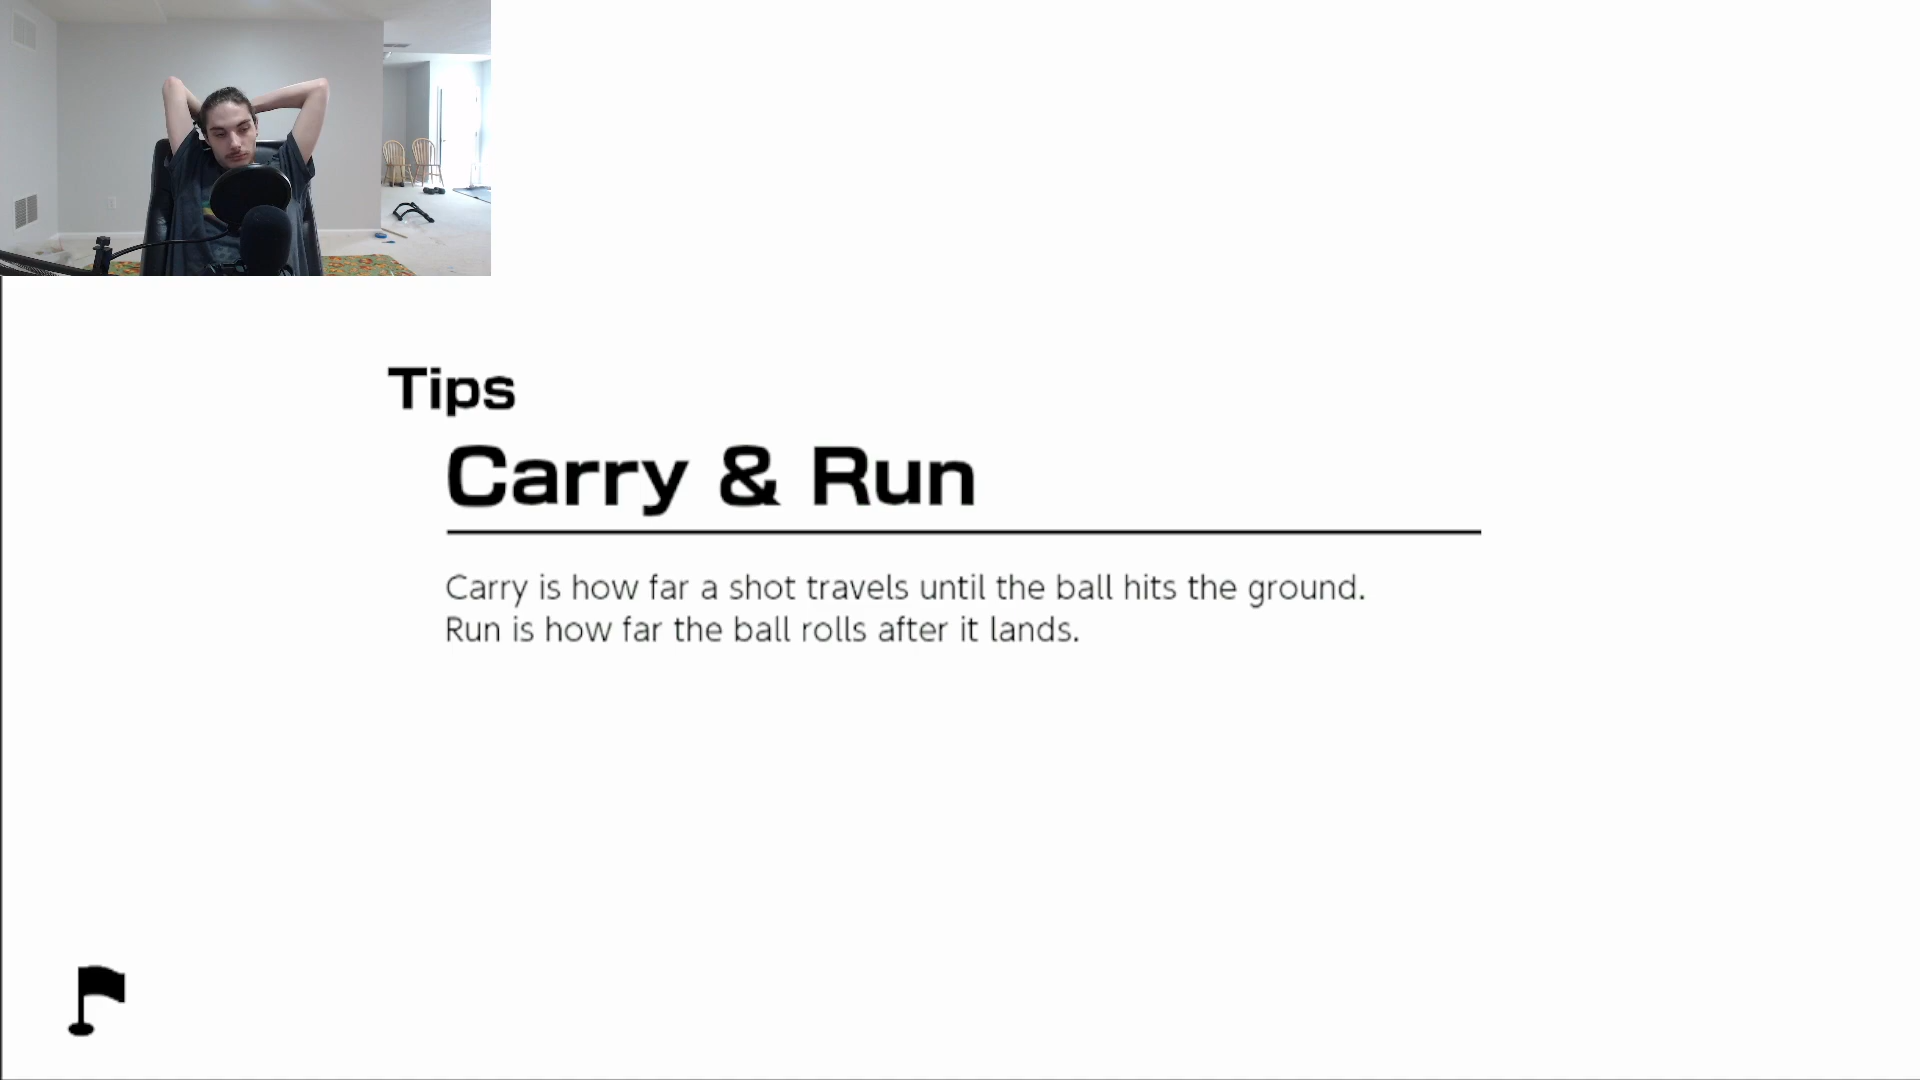 Tips
Carry & Run
Carry is how far a shot travels until the ball hits the ground.
Run is how far the ball rolls after it lands.